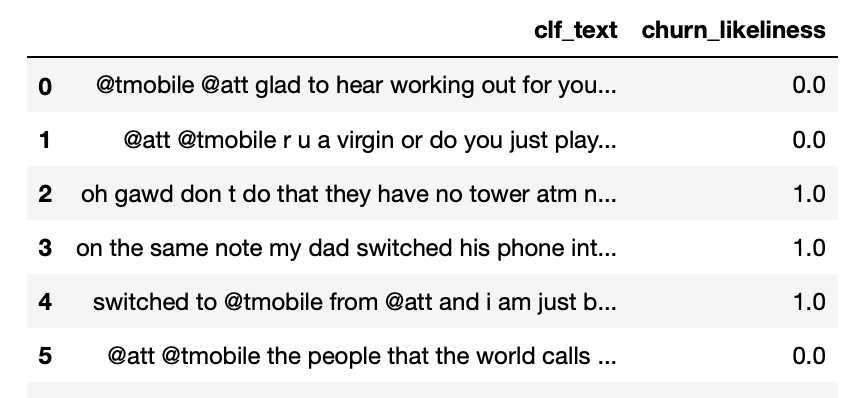 clf_text churn_likeliness
0 @tmobile @att glad to hear working out for you... 0.0
1 @att @tmobile r u a virgin or do you just play... 0.0
2 oh gawd don t do that they have no tower atm n... 1.0
3 on the same note my dad switched his phone int... 1.0
4 switched to @tmobile from @att and i am just b... 1.0
5 @att @tmobile the people that the world calls ... 0.0